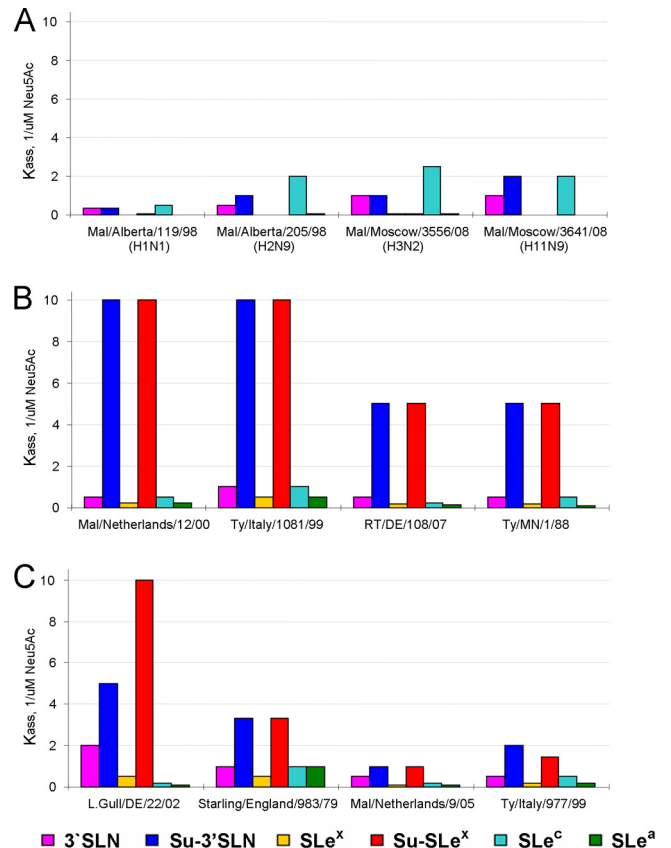 A
Kass, 1/uM Neu5Ac
10
8
6
4
2
0
Mal/Alberta/119/98 Mal/Alberta/205/98 Mal/Moscow/3556/08 Mal/Moscow/3641/08
(H1N1) (H2N9) (H3N2) (H11N9)
B
Kass, 1/uM Neu5Ac
10
8
6
4
2
0
Mal/Netherlands/12/00 Ty/Italy/1081/99 RT/DE/108/07 Ty/MN/1/88
C
Kass, 1/uM Neu5Ac
10
8
6
4
2
0
L.Gull/DE/22/02 Starling/England/983/79 Mal/Netherlands/9/05 Ty/Italy/977/99
3`SLN Su-3'SLN SLeˣ Su-SLeˣ SLeᶜ SLeᵃ